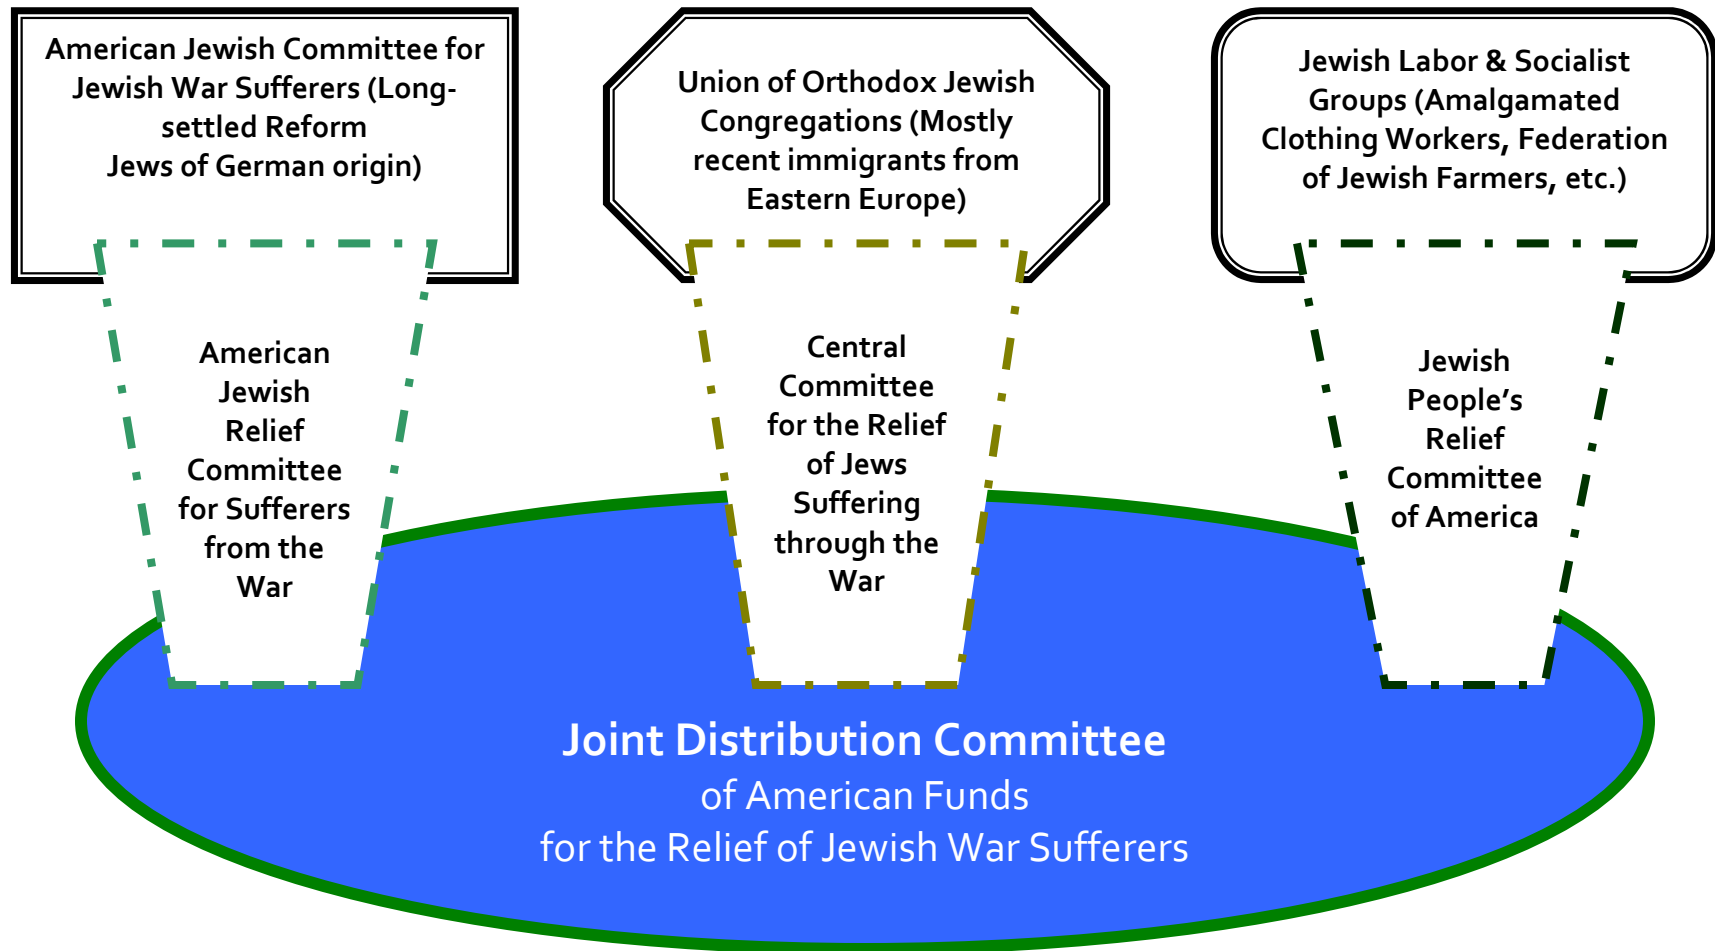 American Jewish Committee for
Jewish War Sufferers (Long-
settled Reform
Jews of German origin)
Union of Orthodox Jewish
Congregations (Mostly
recent immigrants from
Eastern Europe)
Jewish Labor & Socialist
Groups (Amalgamated
Clothing Workers, Federation
of Jewish Farmers, etc.)
American
Jewish
Relief
Committee
for Sufferers
from the
War
Central
Committee
for the Relief
of Jews
Suffering
through the
War
Jewish
People’s
Relief
Committee
of America
Joint Distribution Committee
of American Funds
for the Relief of Jewish War Sufferers